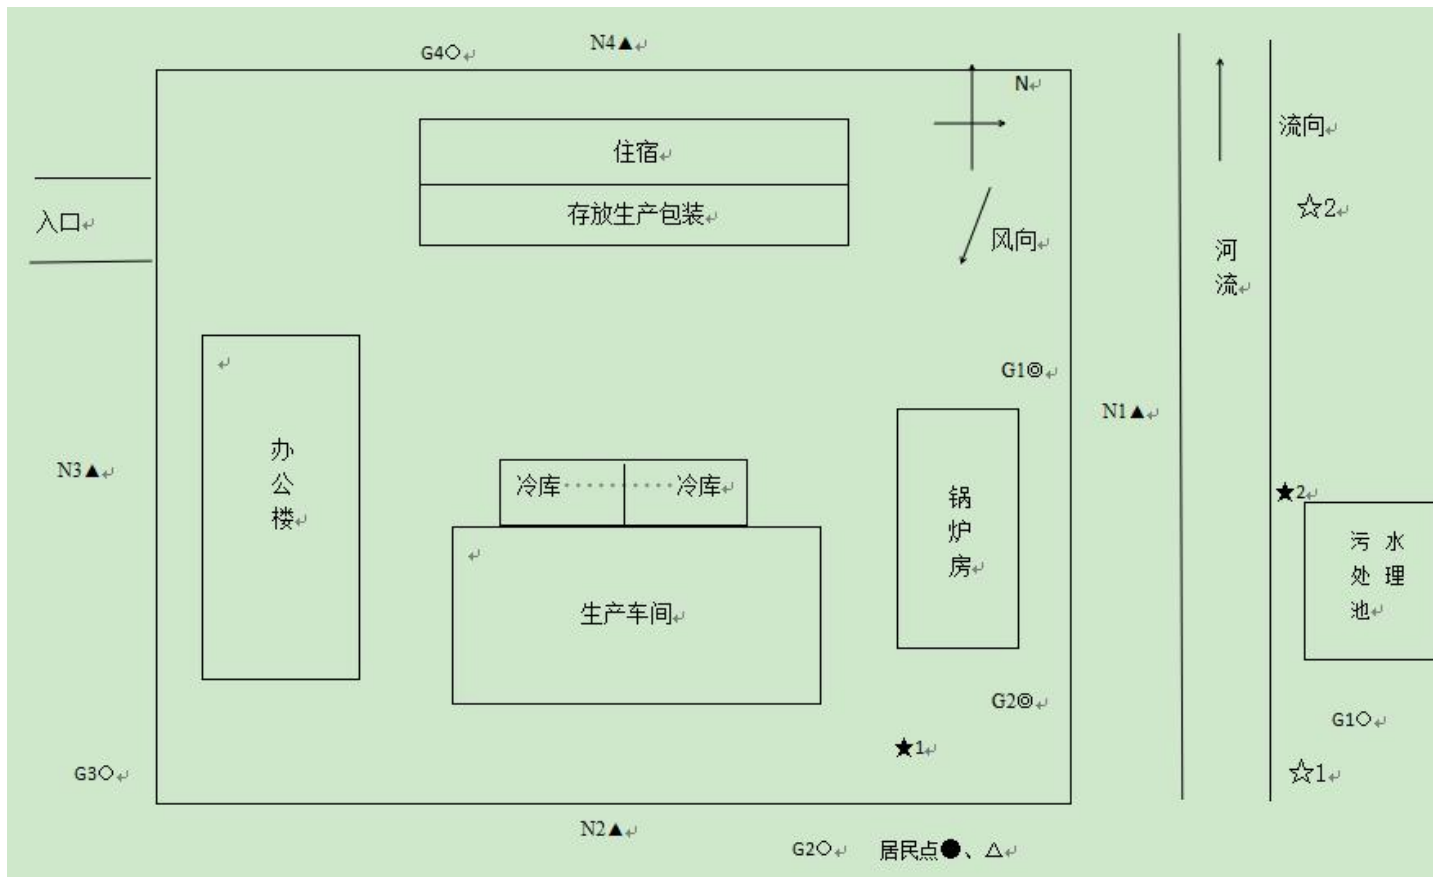 G4○
N4▲
N
住宿
流向
存放生产包装
☆2
入口
风向
河
流
G1◎
N1▲
办
公
楼
N3▲
冷库··········冷库
锅
炉
房
★2
污 水
处 理
池
生产车间
G2◎
G1○
★1
G3○
☆1
N2▲
G2○
居民点●、△